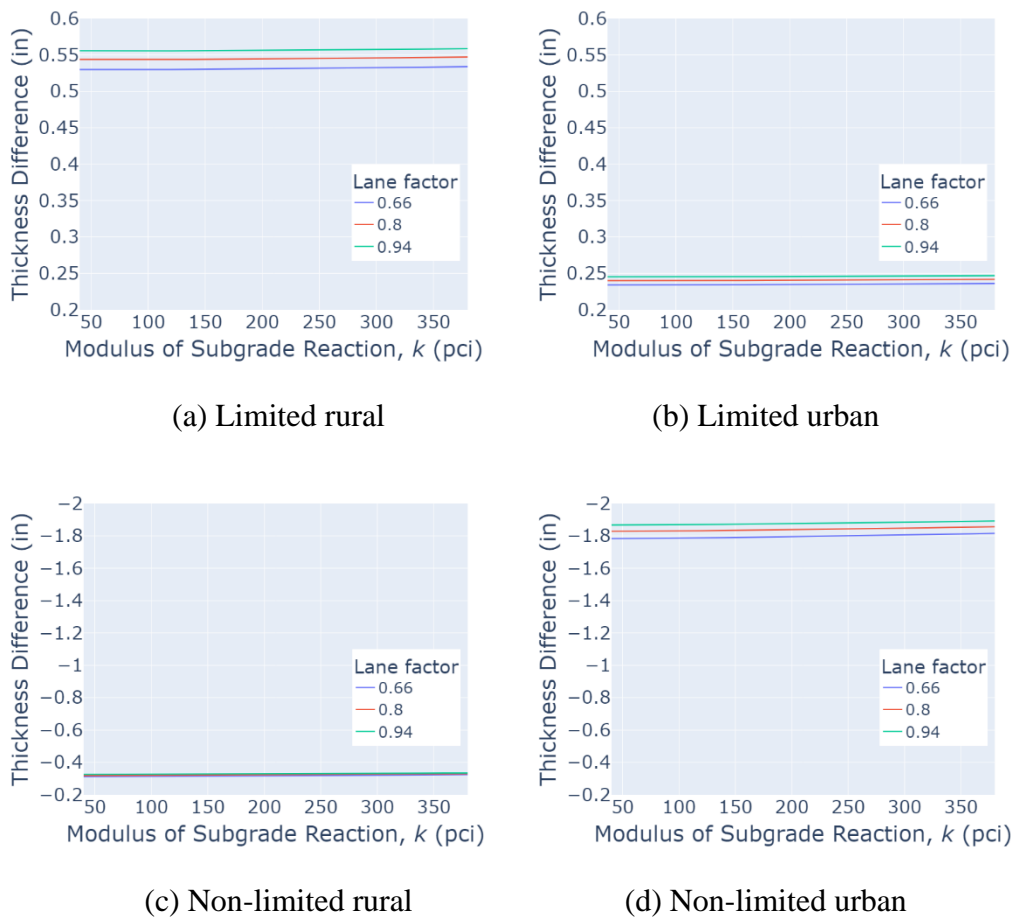 Thickness Difference (in)
0.6
0.55
0.5
0.45
0.4
0.35
0.3
0.25
0.2
50 100 150 200 250 300 350
Modulus of Subgrade Reaction, k (pci)
Lane factor
0.66
0.8
0.94
(a) Limited rural
Thickness Difference (in)
0.6
0.55
0.5
0.45
0.4
0.35
0.3
0.25
0.2
50 100 150 200 250 300 350
Modulus of Subgrade Reaction, k (pci)
Lane factor
0.66
0.8
0.94
(b) Limited urban
Thickness Difference (in)
−2
−1.8
−1.6
−1.4
−1.2
−1
−0.8
−0.6
−0.4
−0.2
50 100 150 200 250 300 350
Modulus of Subgrade Reaction, k (pci)
Lane factor
0.66
0.8
0.94
(c) Non-limited rural
Thickness Difference (in)
−2
−1.8
−1.6
−1.4
−1.2
−1
−0.8
−0.6
−0.4
−0.2
50 100 150 200 250 300 350
Modulus of Subgrade Reaction, k (pci)
Lane factor
0.66
0.8
0.94
(d) Non-limited urban